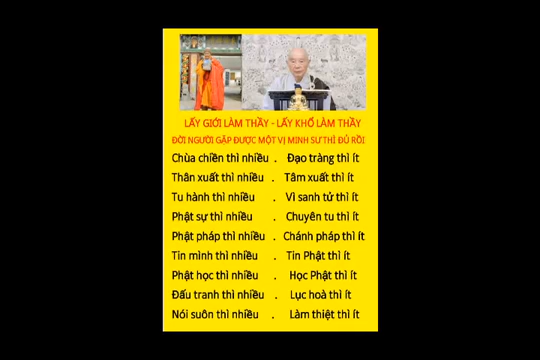 LẤY GIỚI LÀM THẦY - LẤY KHỔ LÀM THẦY
ĐỜI NGƯỜI GẶP ĐƯỢC MỘT VỊ MINH SƯ THÌ ĐỦ RỒI
Chùa chiền thì nhiều . Đạo tràng thì ít
Thân xuất thì nhiều . Tâm xuất thì ít
Tu hành thì nhiều . Vì sanh tử thì ít
Phật sự thì nhiều . Chuyên tu thì ít
Phật pháp thì nhiều . Chánh pháp thì ít
Tin mình thì nhiều . Tin Phật thì ít
Phật học thì nhiều . Học Phật thì ít
Đấu tranh thì nhiều . Lục hoà thì ít
Nói suôn thì nhiều . Làm thiệt thì ít